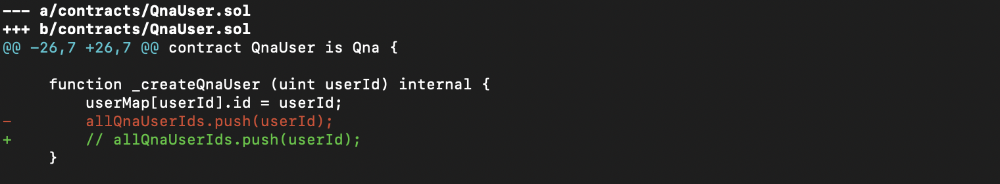 --- a/contracts/QnaUser.sol
+++ b/contracts/QnaUser.sol
@@ -26,7 +26,7 @@ contract QnaUser is Qna {
function _createQnaUser (uint userId) internal {
userMap[userId].id = userId;
- allQnaUserIds.push(userId);
+ // allQnaUserIds.push(userId);
}